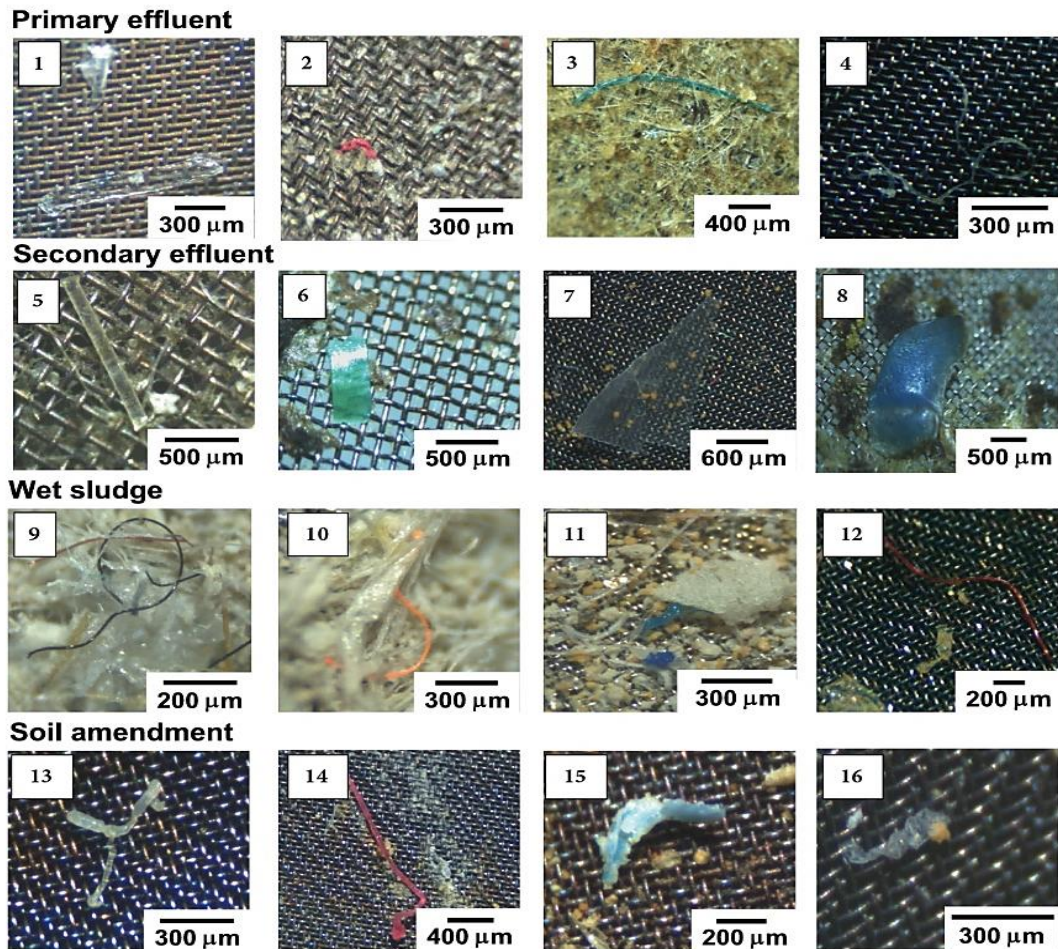 Primary effluent
1 2 3 4
300 μm 300 μm 400 μm 300 μm
Secondary effluent
5 6 7 8
500 μm 500 μm 600 μm 500 μm
Wet sludge
9 10 11 12
200 μm 300 μm 300 μm 200 μm
Soil amendment
13 14 15 16
300 μm 400 μm 200 μm 300 μm